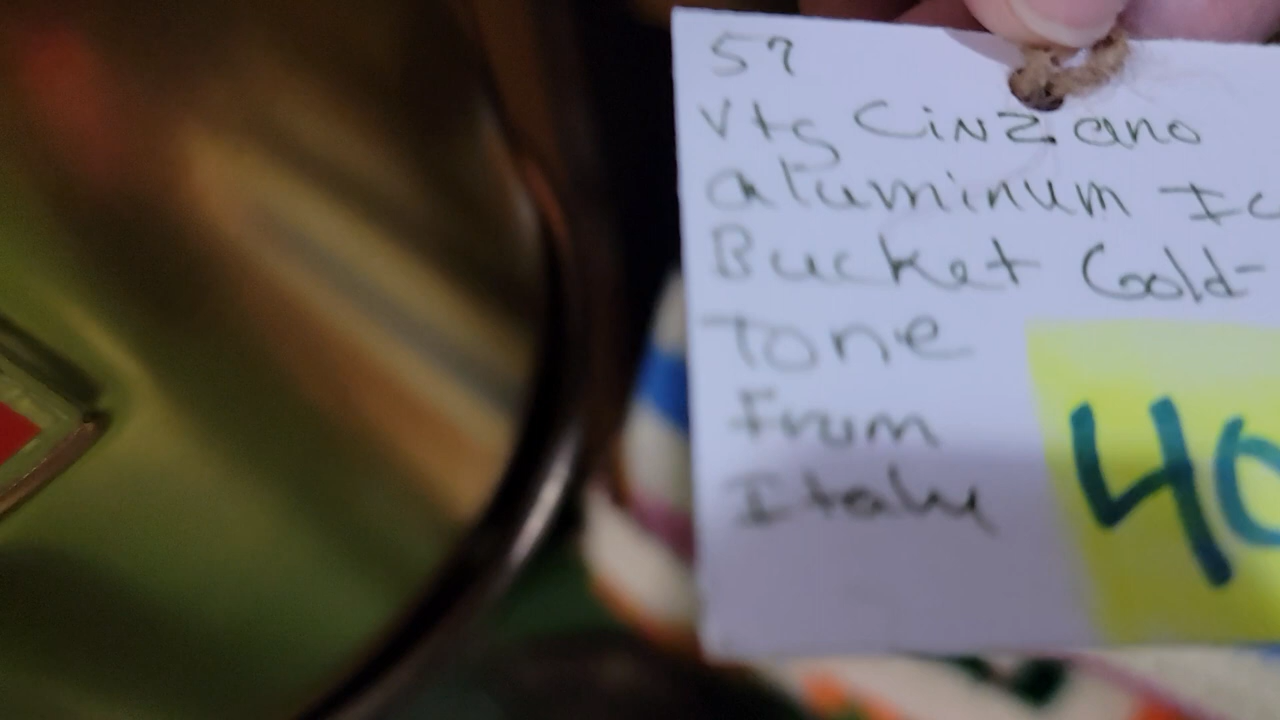 57
Vtg Cinzano
aluminum Ic
Bucket Gold-
Tone
From
Italy
40